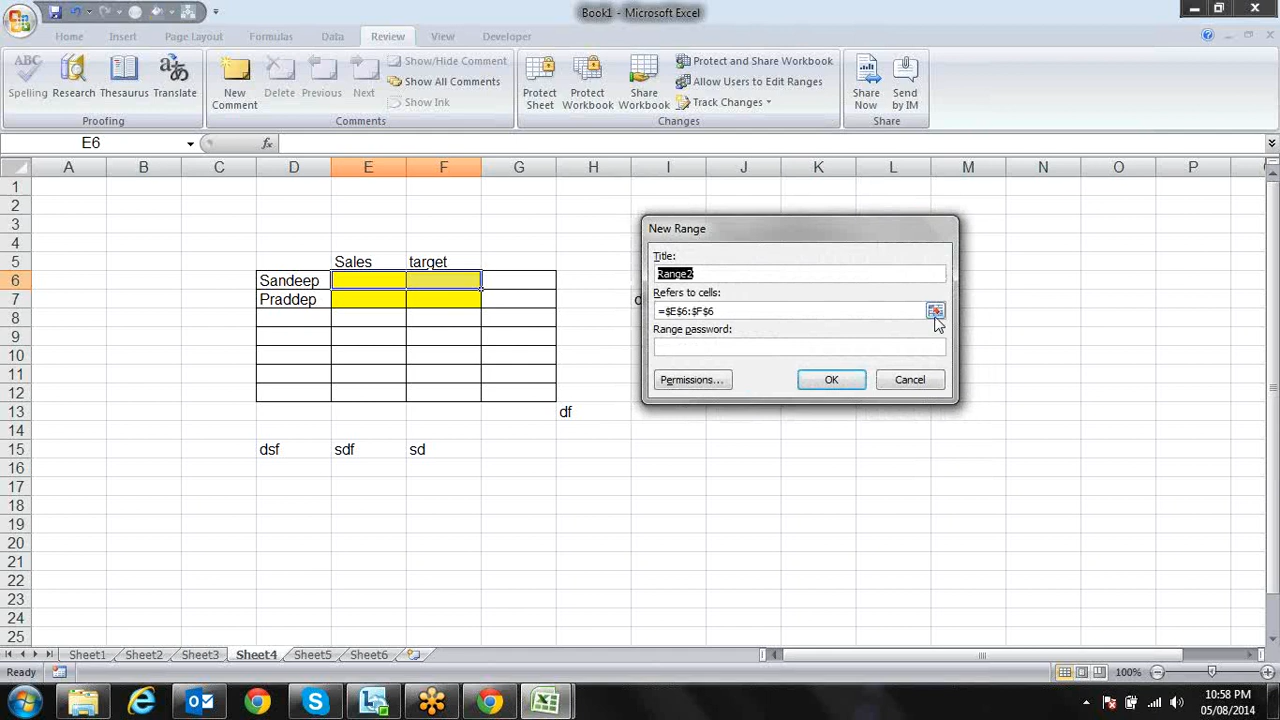 Book1 - Microsoft Excel
Home Insert Page Layout Formulas Data Review View Developer
ABC Spelling Research Thesaurus Translate
Proofing
New Comment Delete Previous Next
Show/Hide Comment
Show All Comments
Show Ink
Comments
Protect Sheet Protect Workbook Share Workbook
Protect and Share Workbook
Allow Users to Edit Ranges
Track Changes
Changes
Share Now Send by IM
Share
E6 fx
A B C D E F G H I J K L M N O P
1
2
3
4
5 Sales target
6 Sandeep
7 Praddep
8
9
10
11
12
13 df
14
15 dsf sdf sd
16
17
18
19
20
21
22
23
24
25
New Range
Title:
Range2
Refers to cells:
=$E$6:$F$6
Range password:
Permissions... OK Cancel
Sheet1 Sheet2 Sheet3 Sheet4 Sheet5 Sheet6
Ready 100%
10:58 PM
05/08/2014